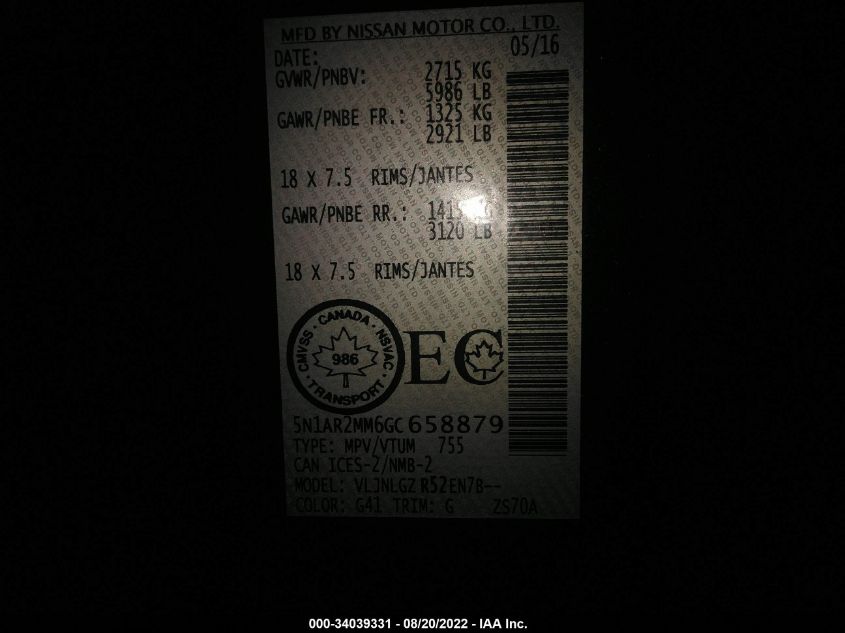 MFD BY NISSAN MOTOR CO., LTD.
DATE: 05/16
GVWR/PNBV: 2715 KG
5986 LB
GAWR/PNBE FR.: 1325 KG
2921 LB
18 X 7.5 RIMS/JANTES
GAWR/PNBE RR.: 1415 KG
3120 LB
18 X 7.5 RIMS/JANTES
CMVSS · CANADA · NSVAC · TRANSPORT ·
986
EC
5N1AR2MM6GC658879
TYPE: MPV/VTUM 755
CAN ICES-2/NMB-2
MODEL: VLJNLGZ R52EN7B--
COLOR: G41 TRIM: G ZS70A
000-34039331 - 08/20/2022 - IAA Inc.